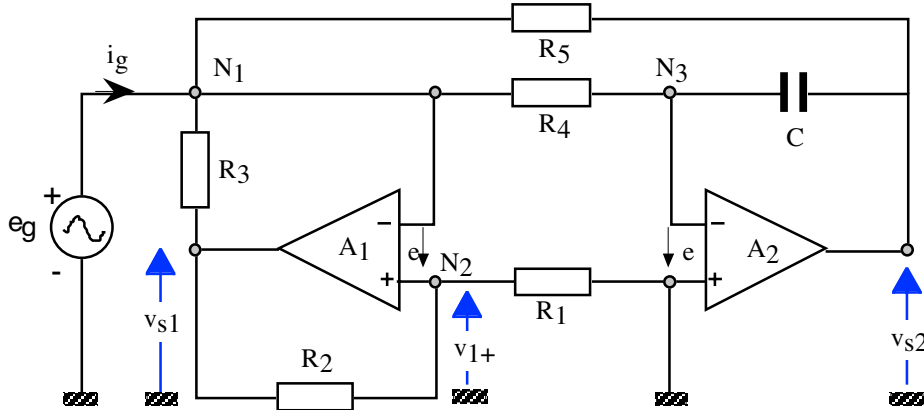 R5
ig
N1
N3
R4
C
R3
+
eg
-
A1
-
e
+
N2
-
e
+
A2
R1
vs1
v1+
vs2
R2